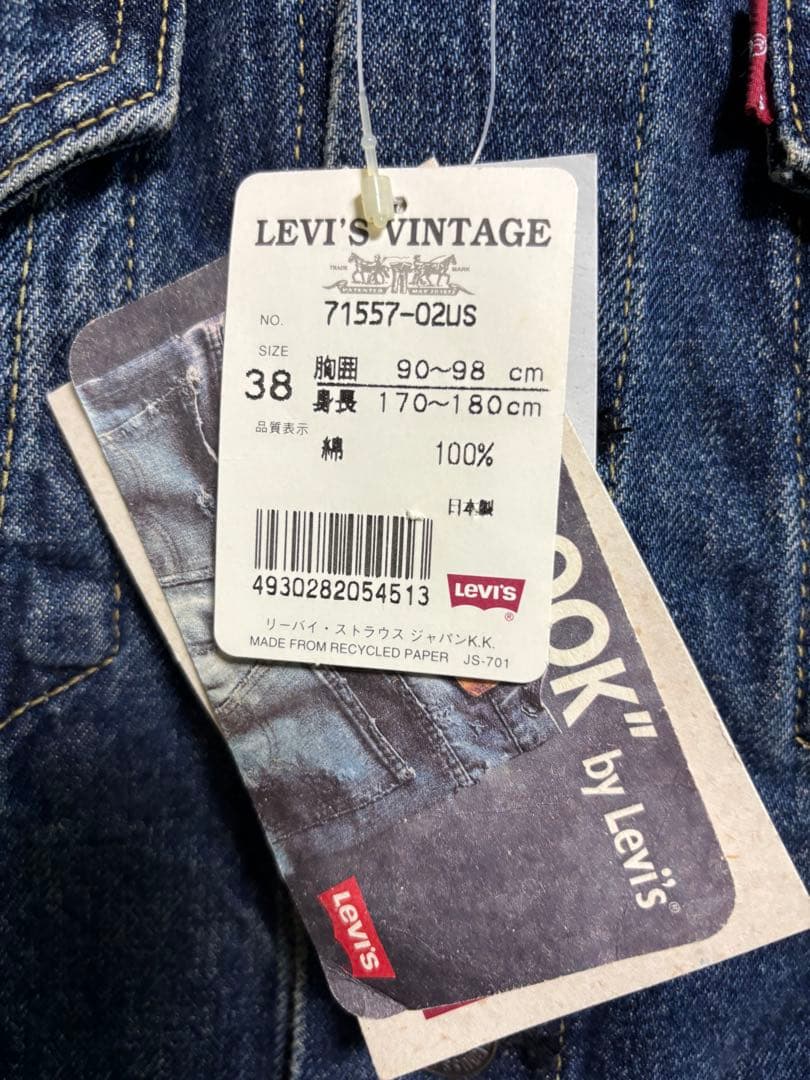 LEVI'S VINTAGE
TRADE MARK
NO. 71557-02US
SIZE
38
胸囲 90~98 cm
身長 170~180cm
品質表示
綿 100%
日本製
4930282054513
Levi's®
リーバイ・ストラウス ジャパンK.K.
MADE FROM RECYCLED PAPER JS-701
OOK"
by Levi's®
Levi's
®